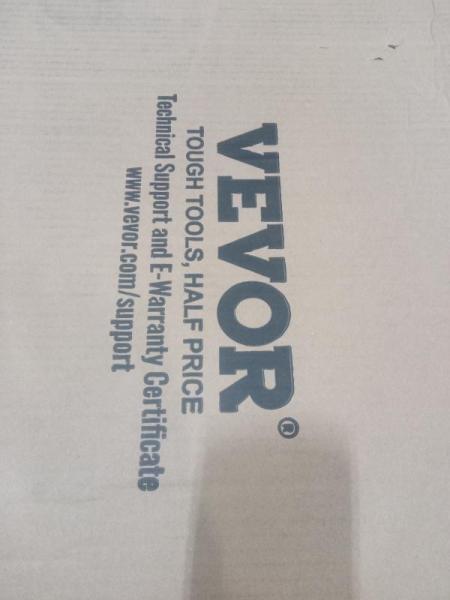 VEVOR®
TOUGH TOOLS, HALF PRICE
Technical Support and E-Warranty Certificate
www.vevor.com/support